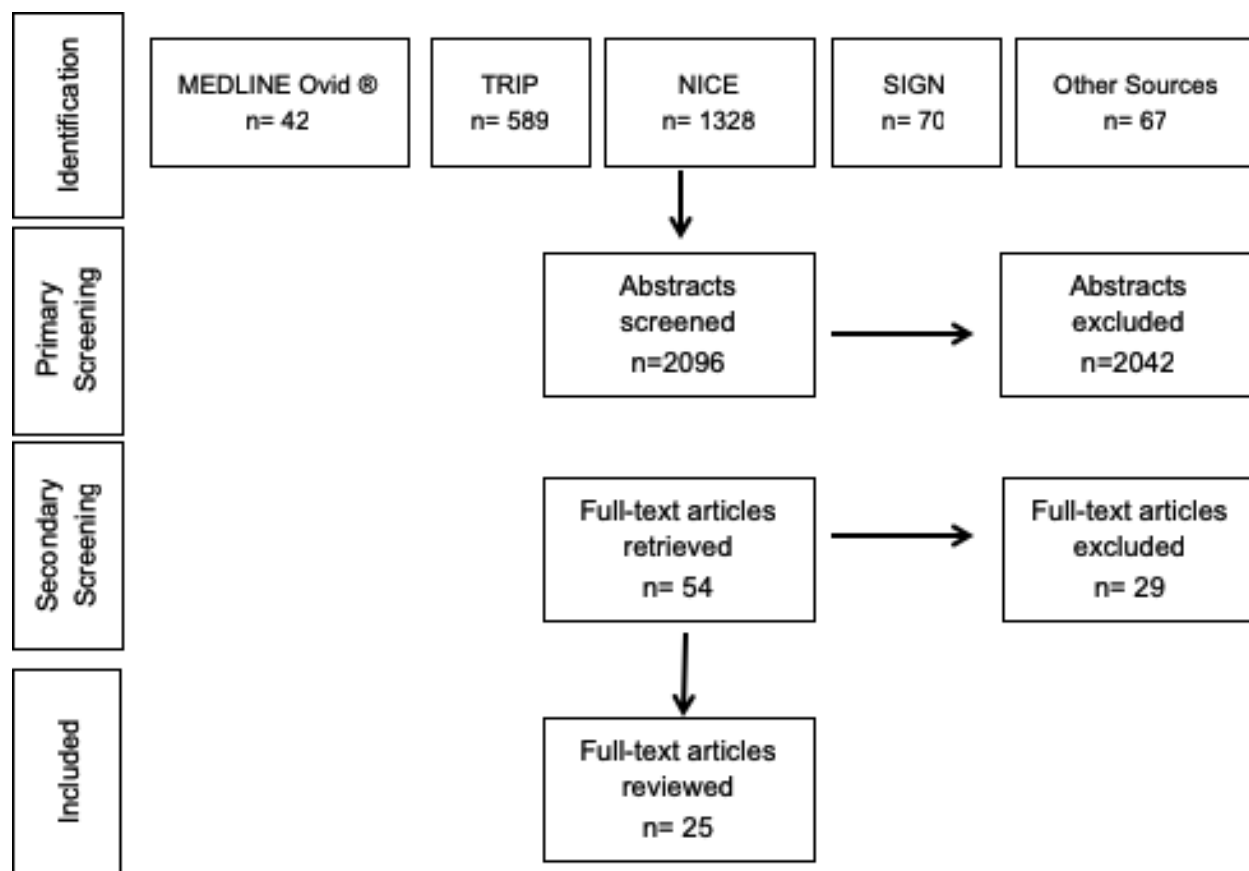 Identification
MEDLINE Ovid ®
n= 42
TRIP
n= 589
NICE
n= 1328
SIGN
n= 70
Other Sources
n= 67
Primary
Screening
Abstracts
screened
n=2096
Abstracts
excluded
n=2042
Secondary
Screening
Full-text articles
retrieved
n= 54
Full-text articles
excluded
n= 29
Included
Full-text articles
reviewed
n= 25